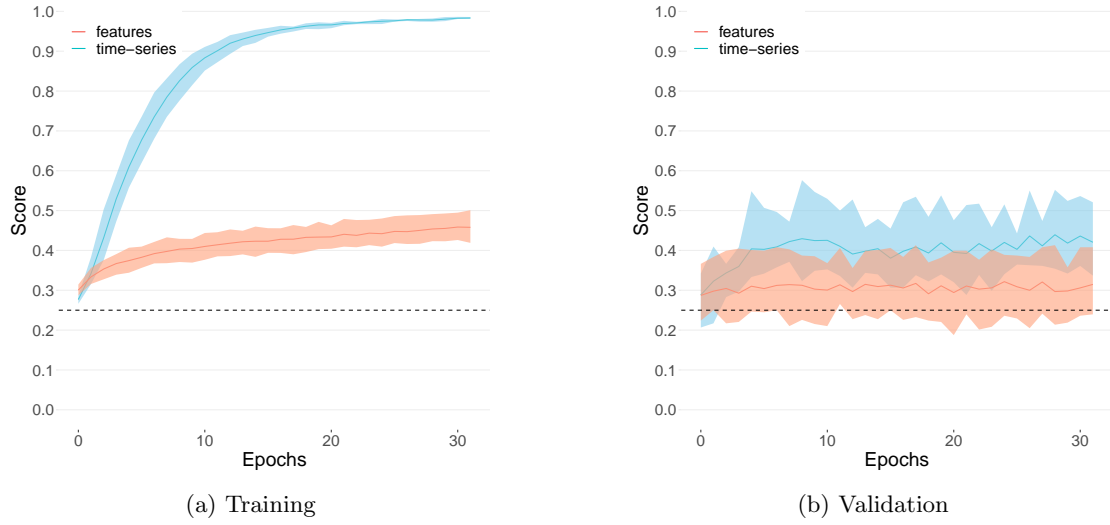 1.0
features
time−series
0.9
0.8
0.7
0.6
Score
0.5
0.4
0.3
0.2
0.1
0.0
0 10 20 30
Epochs
(a) Training
1.0
features
time−series
0.9
0.8
0.7
0.6
Score
0.5
0.4
0.3
0.2
0.1
0.0
0 10 20 30
Epochs
(b) Validation